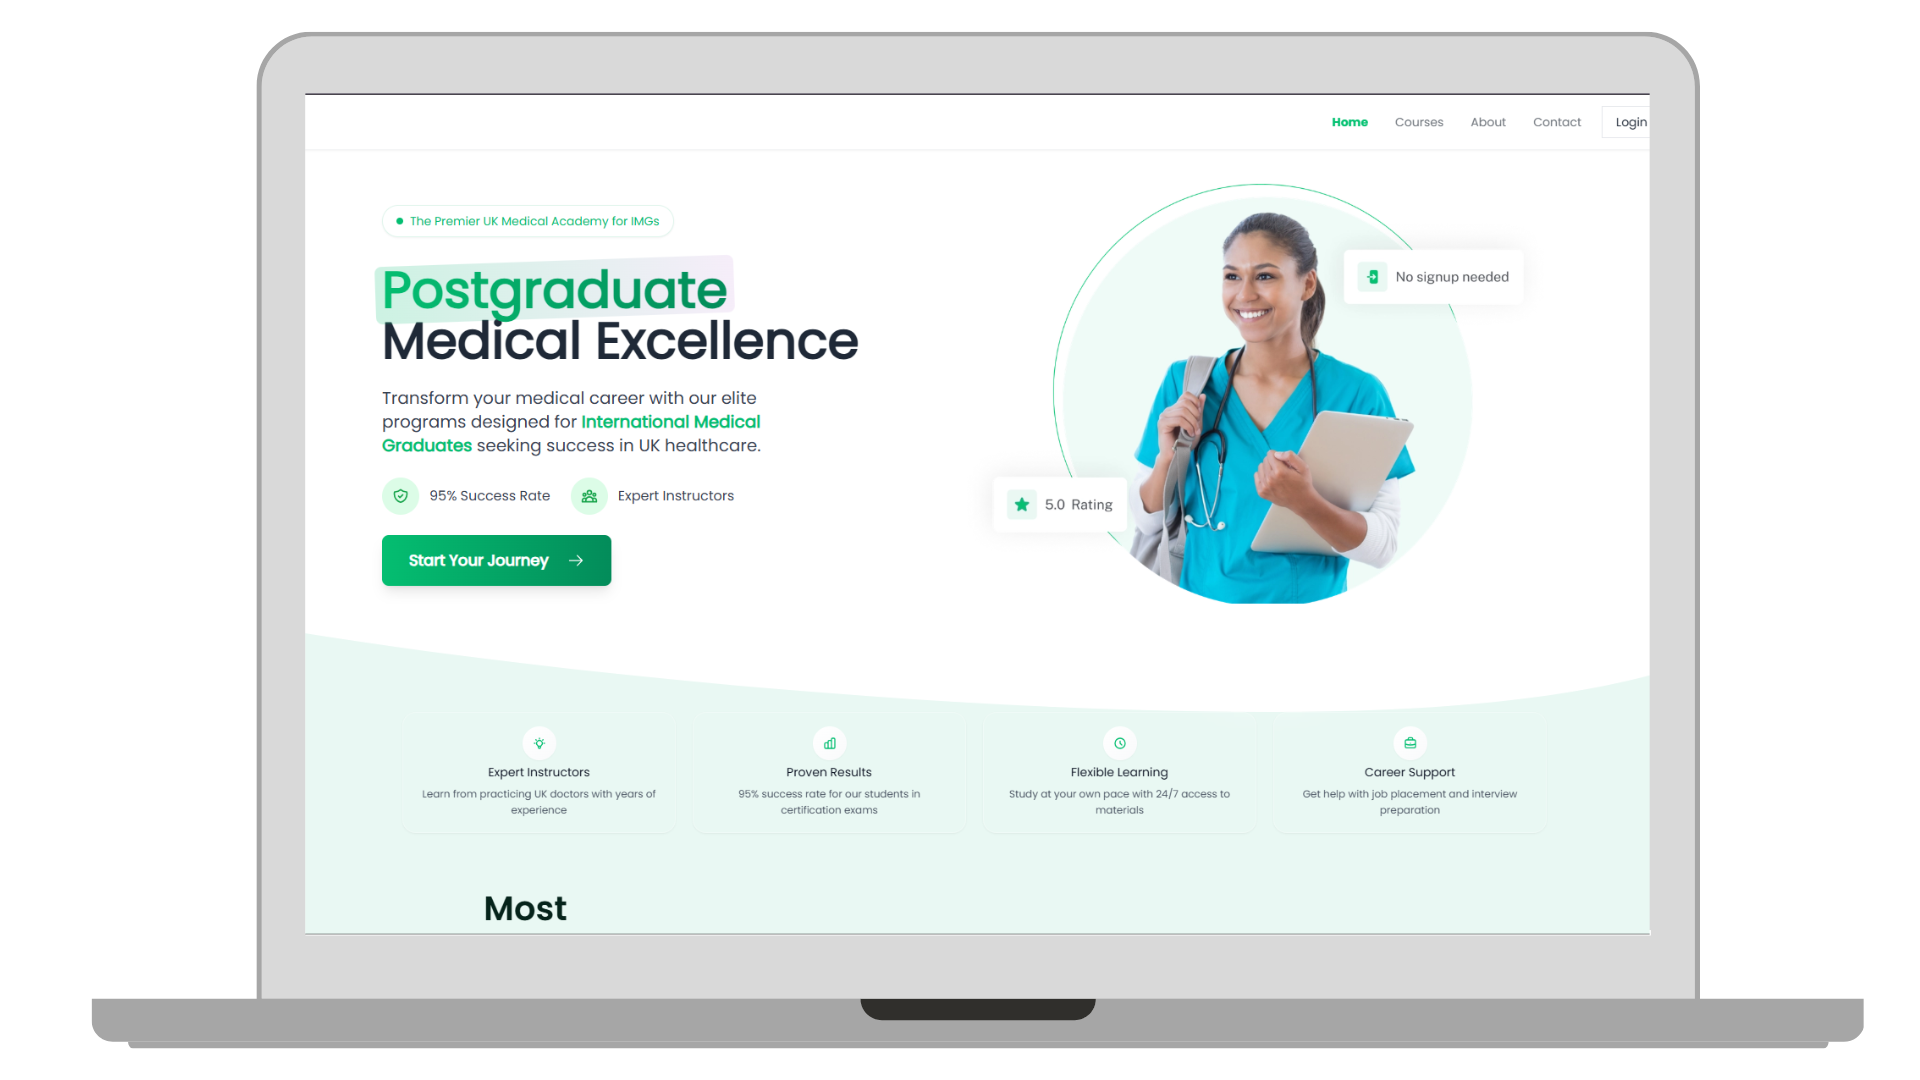 Home Courses About Contact Login
The Premier UK Medical Academy for IMGs
Postgraduate
Medical Excellence
Transform your medical career with our elite
programs designed for International Medical
Graduates seeking success in UK healthcare.
95% Success Rate Expert Instructors
Start Your Journey
No signup needed
5.0 Rating
Expert Instructors
Learn from practicing UK doctors with years of
experience
Proven Results
95% success rate for our students in
certification exams
Flexible Learning
Study at your own pace with 24/7 access to
materials
Career Support
Get help with job placement and interview
preparation
Most